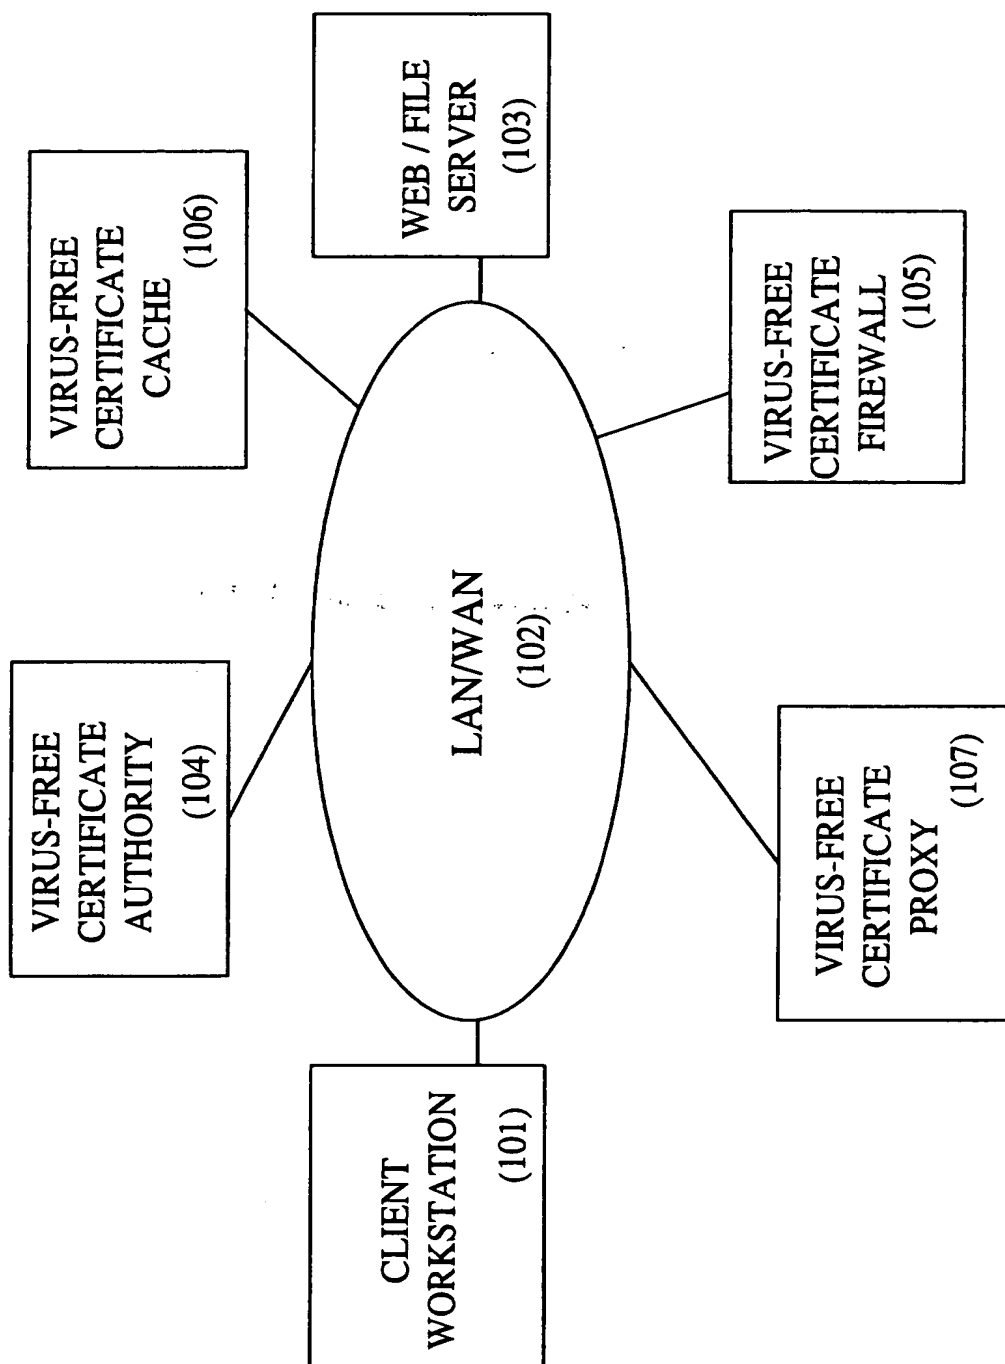 VIRUS-FREE
CERTIFICATE
AUTHORITY
(104)
VIRUS-FREE
CERTIFICATE
CACHE
(106)
CLIENT
WORKSTATION
(101)
LAN/WAN
(102)
WEB / FILE
SERVER
(103)
VIRUS-FREE
CERTIFICATE
PROXY
(107)
VIRUS-FREE
CERTIFICATE
FIREWALL
(105)